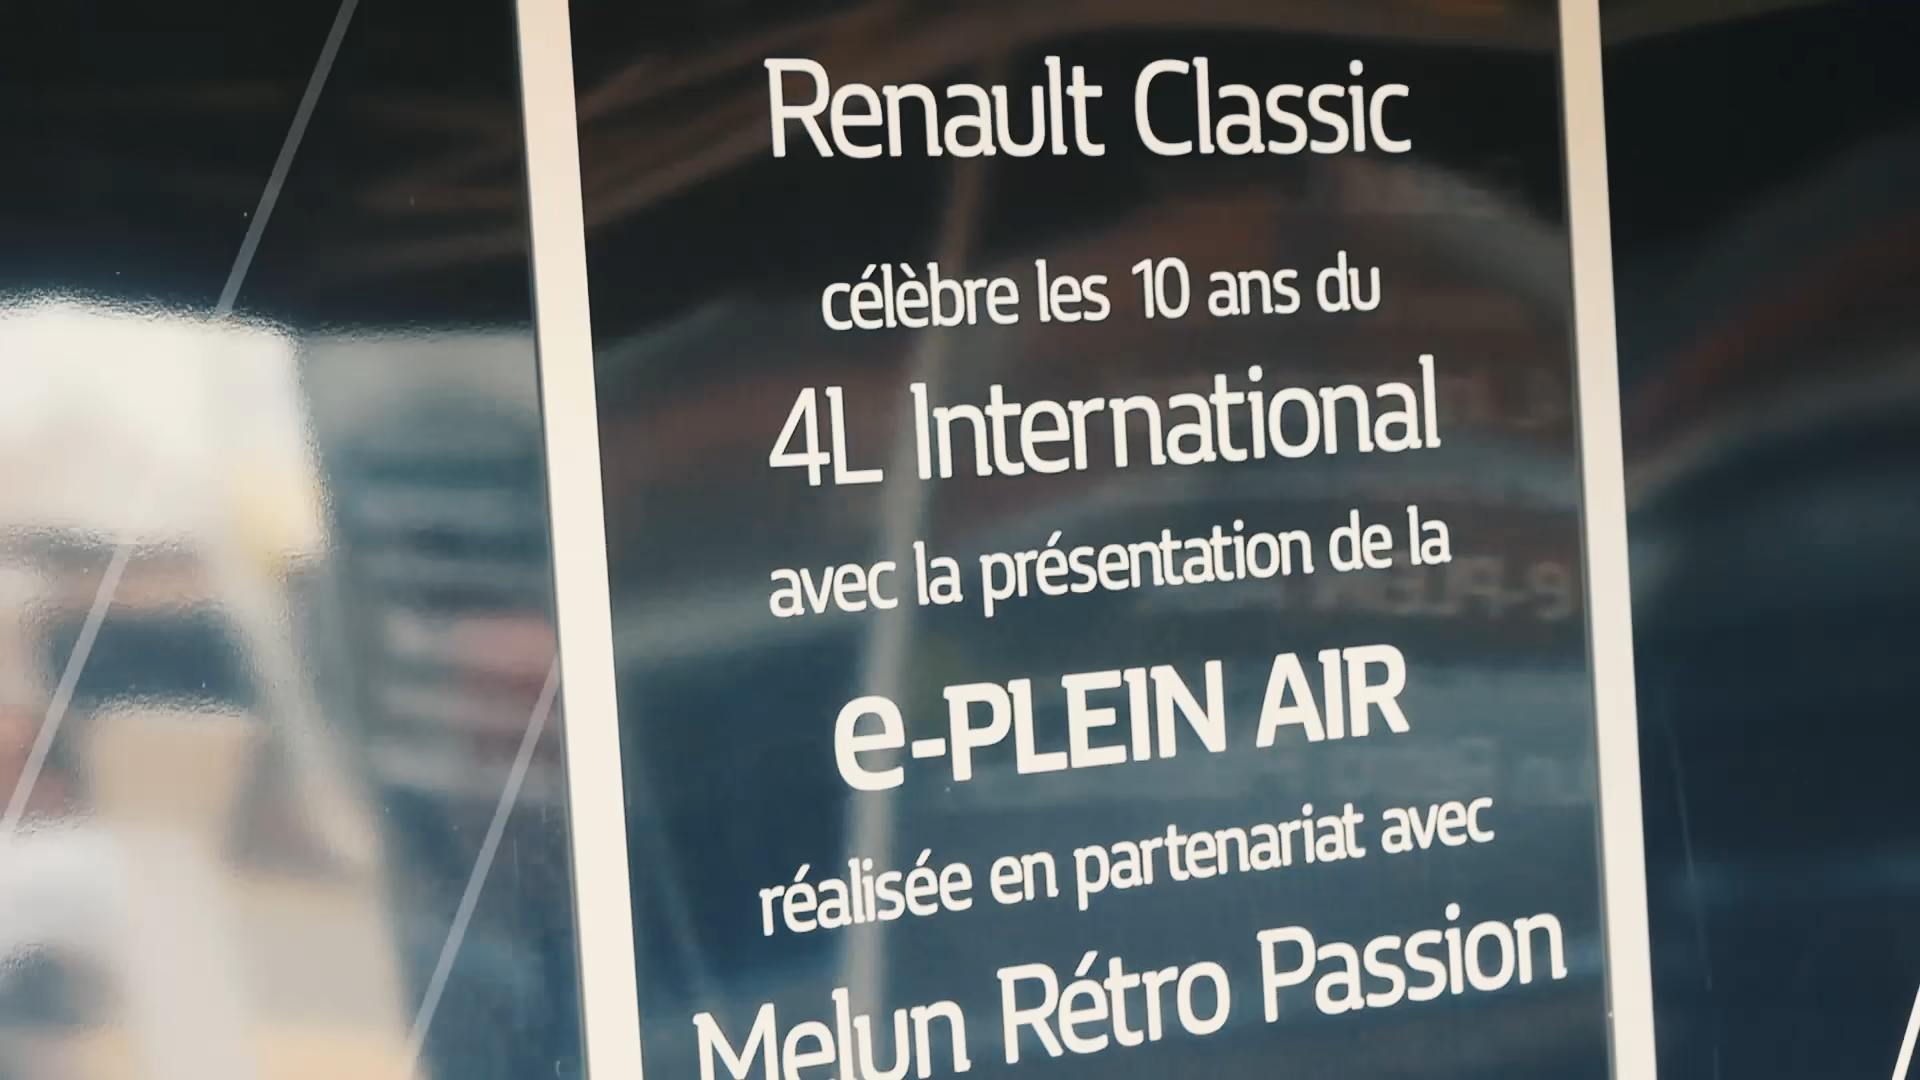 Renault Classic
célèbre les 10 ans du
4L International
avec la présentation de la
e-PLEIN AIR
réalisée en partenariat avec
Melun Rétro Passion